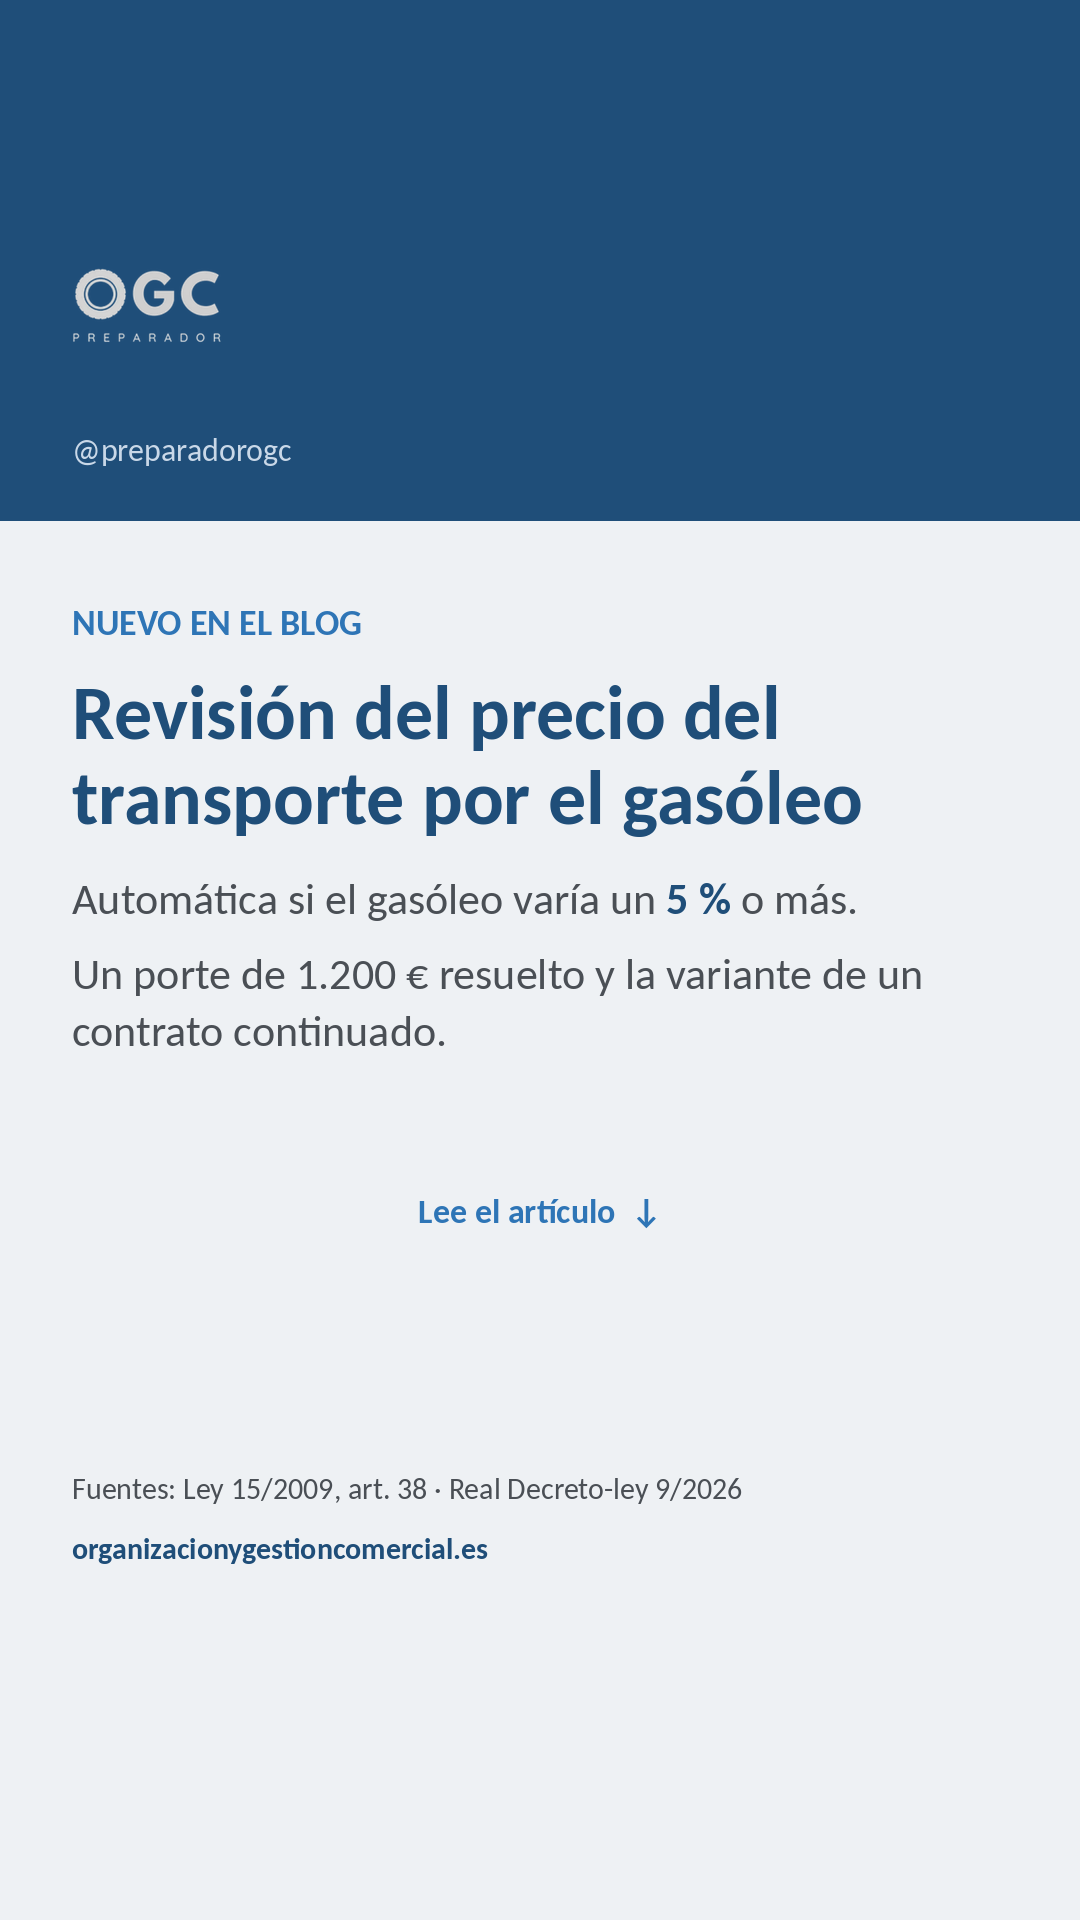 OGC
PREPARADOR
@preparadorogc
NUEVO EN EL BLOG
Revisión del precio del
transporte por el gasóleo
Automática si el gasóleo varía un 5 % o más.
Un porte de 1.200 € resuelto y la variante de un
contrato continuado.
Lee el artículo ↓
Fuentes: Ley 15/2009, art. 38 · Real Decreto-ley 9/2026
organizacionygestioncomercial.es